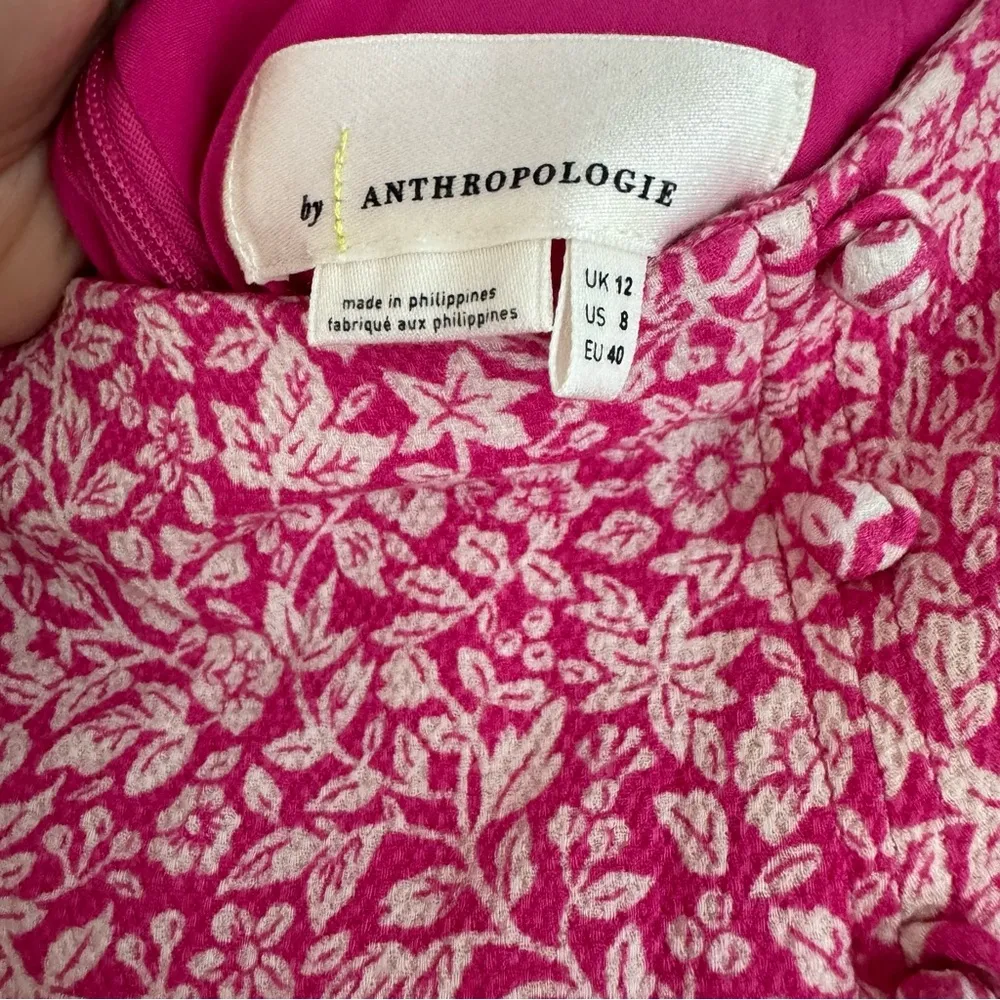 by ANTHROPOLOGIE
made in philippines
fabriqué aux philippines
UK 12
US 8
EU 40